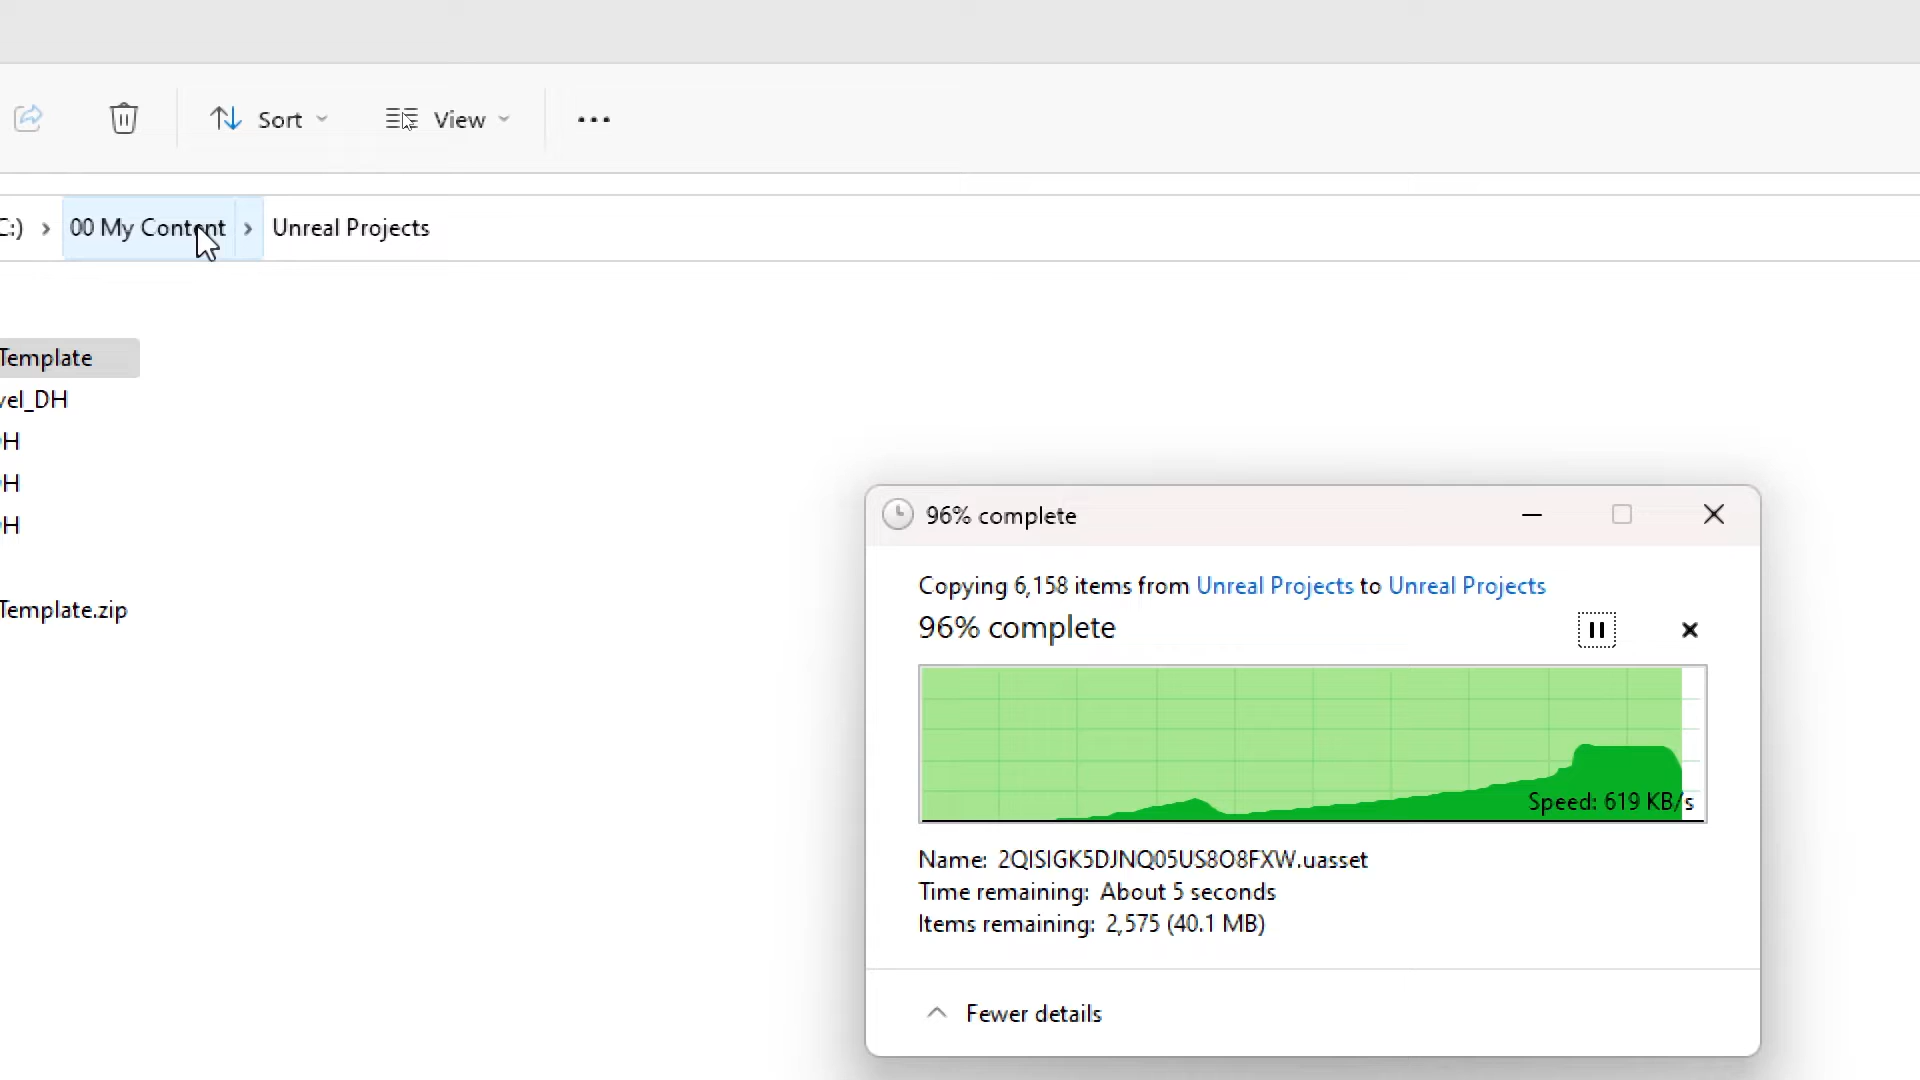 Sort View ...
C:) > 00 My Content > Unreal Projects
Template
vel_DH
H
H
H
Template.zip
96% complete
Copying 6,158 items from Unreal Projects to Unreal Projects
96% complete
Speed: 619 KB/s
Name: 2QISIGK5DJNQ05US8O8FXW.uasset
Time remaining: About 5 seconds
Items remaining: 2,575 (40.1 MB)
Fewer details